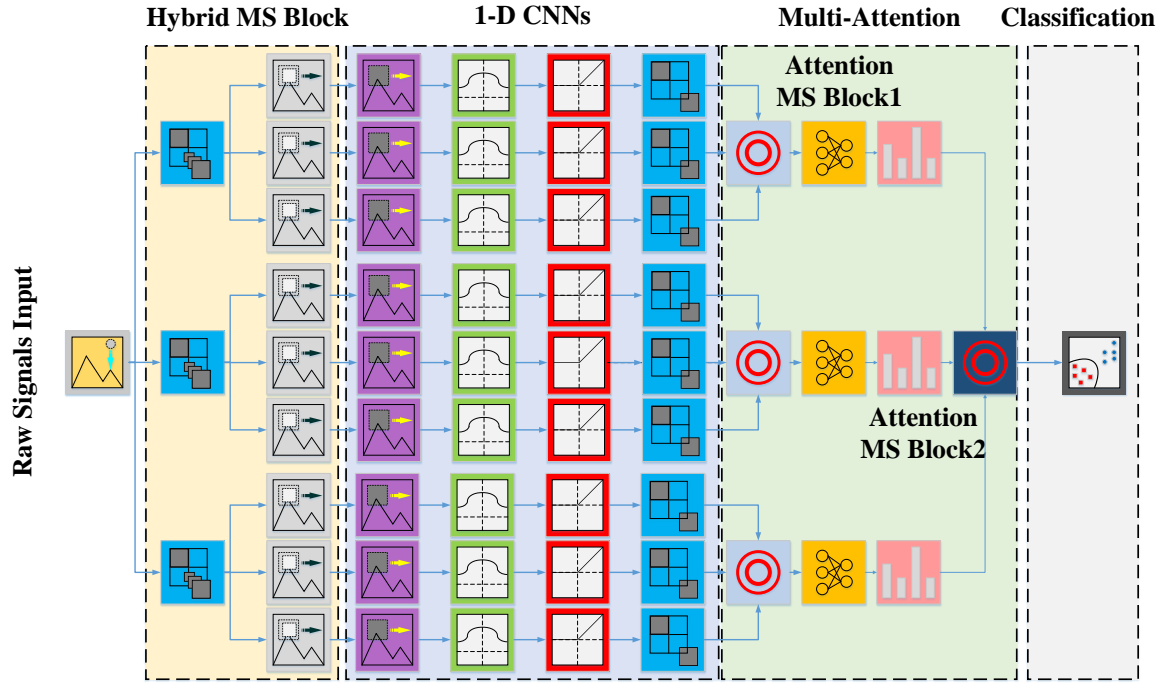 Hybrid MS Block
1-D CNNs
Multi-Attention
Classification
Attention
MS Block1
Raw Signals Input
Attention
MS Block2